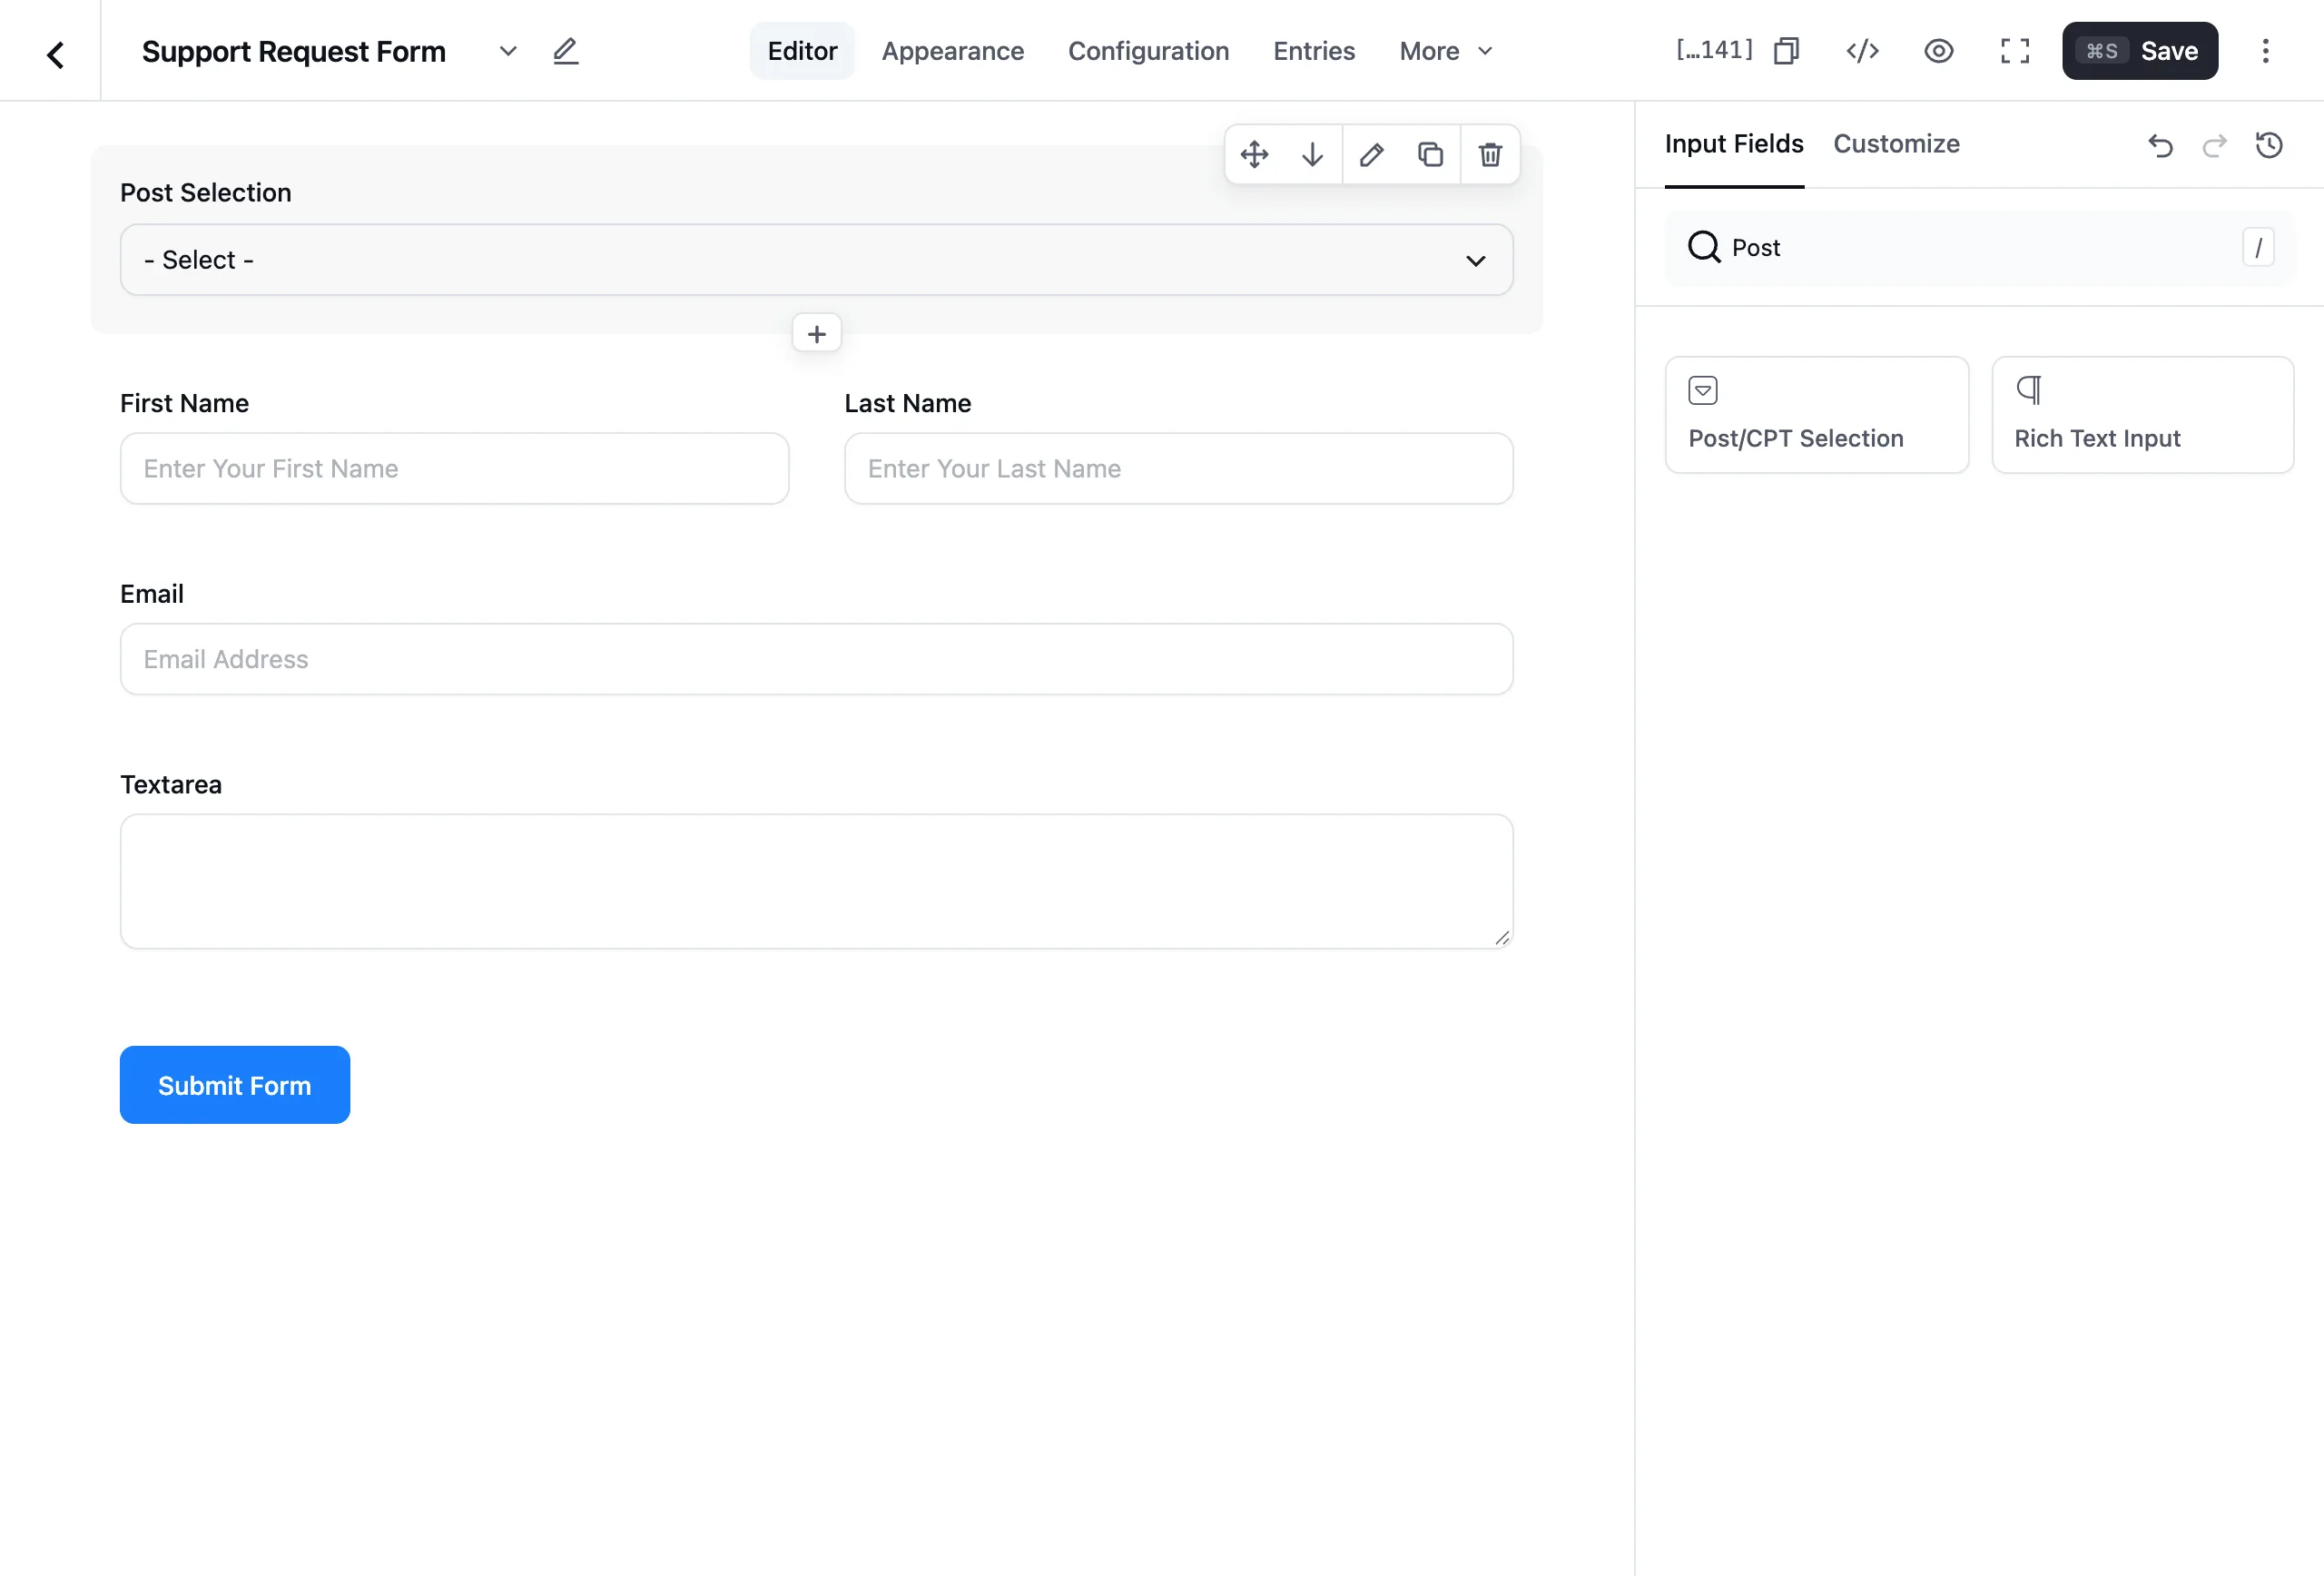 Support Request Form
Editor
Appearance
Configuration
Entries
More
[...141]
</>
⌘S Save
Input Fields
Customize
Post
/
Post/CPT Selection
Rich Text Input
Post Selection
- Select -
First Name
Last Name
Enter Your First Name
Enter Your Last Name
Email
Email Address
Textarea
Submit Form